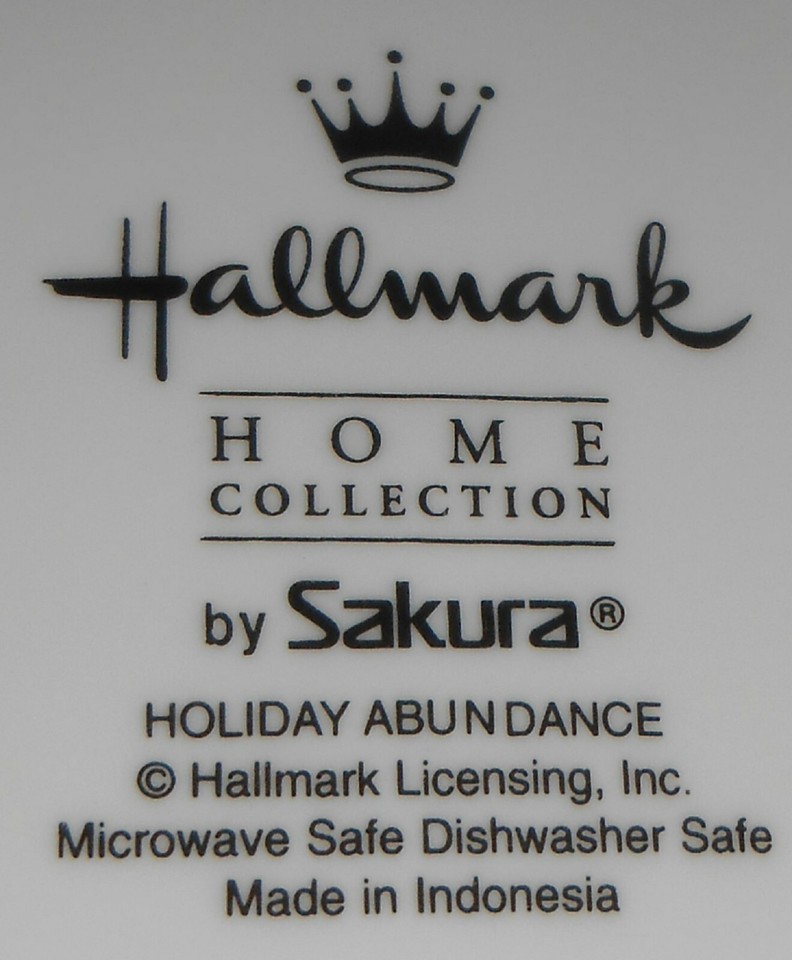 Hallmark
HOME
COLLECTION
by Sakura®
HOLIDAY ABUNDANCE
© Hallmark Licensing, Inc.
Microwave Safe Dishwasher Safe
Made in Indonesia